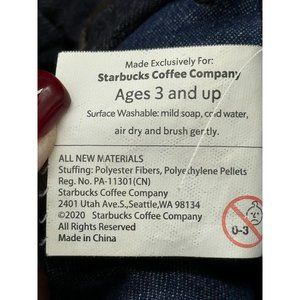 Made Exclusively For:
Starbucks Coffee Company
Ages 3 and up
Surface Washable: mild soap, cold water,
air dry and brush gently.
ALL NEW MATERIALS
Stuffing: Polyester Fibers, Polyethylene Pellets
Reg. No. PA-11301(CN)
Starbucks Coffee Company
2401 Utah Ave.S.,Seattle,WA 98134
©2020 Starbucks Coffee Company
All Rights Reserved
Made in China
0-3